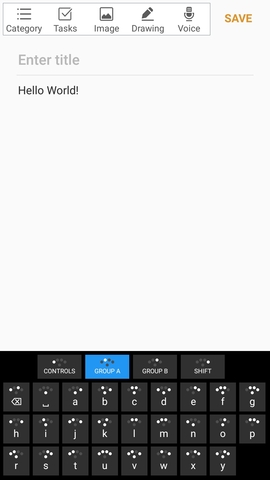 Category Tasks Image Drawing Voice SAVE
Enter title
Hello World!
CONTROLS GROUP A GROUP B SHIFT
a b c d e f g
h i j k l m n o p
r s t u v w x y